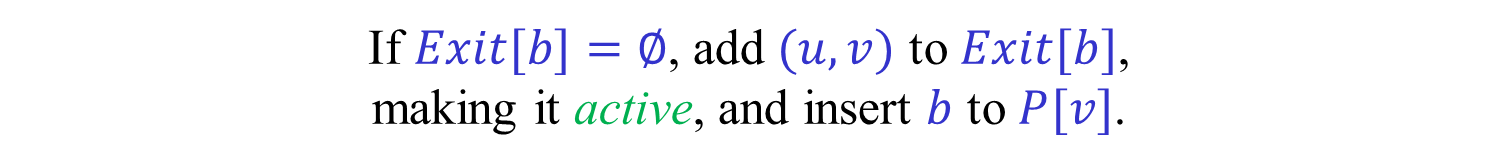 If Exit[b] = ∅, add (u, v) to Exit[b],
making it active, and insert b to P[v].